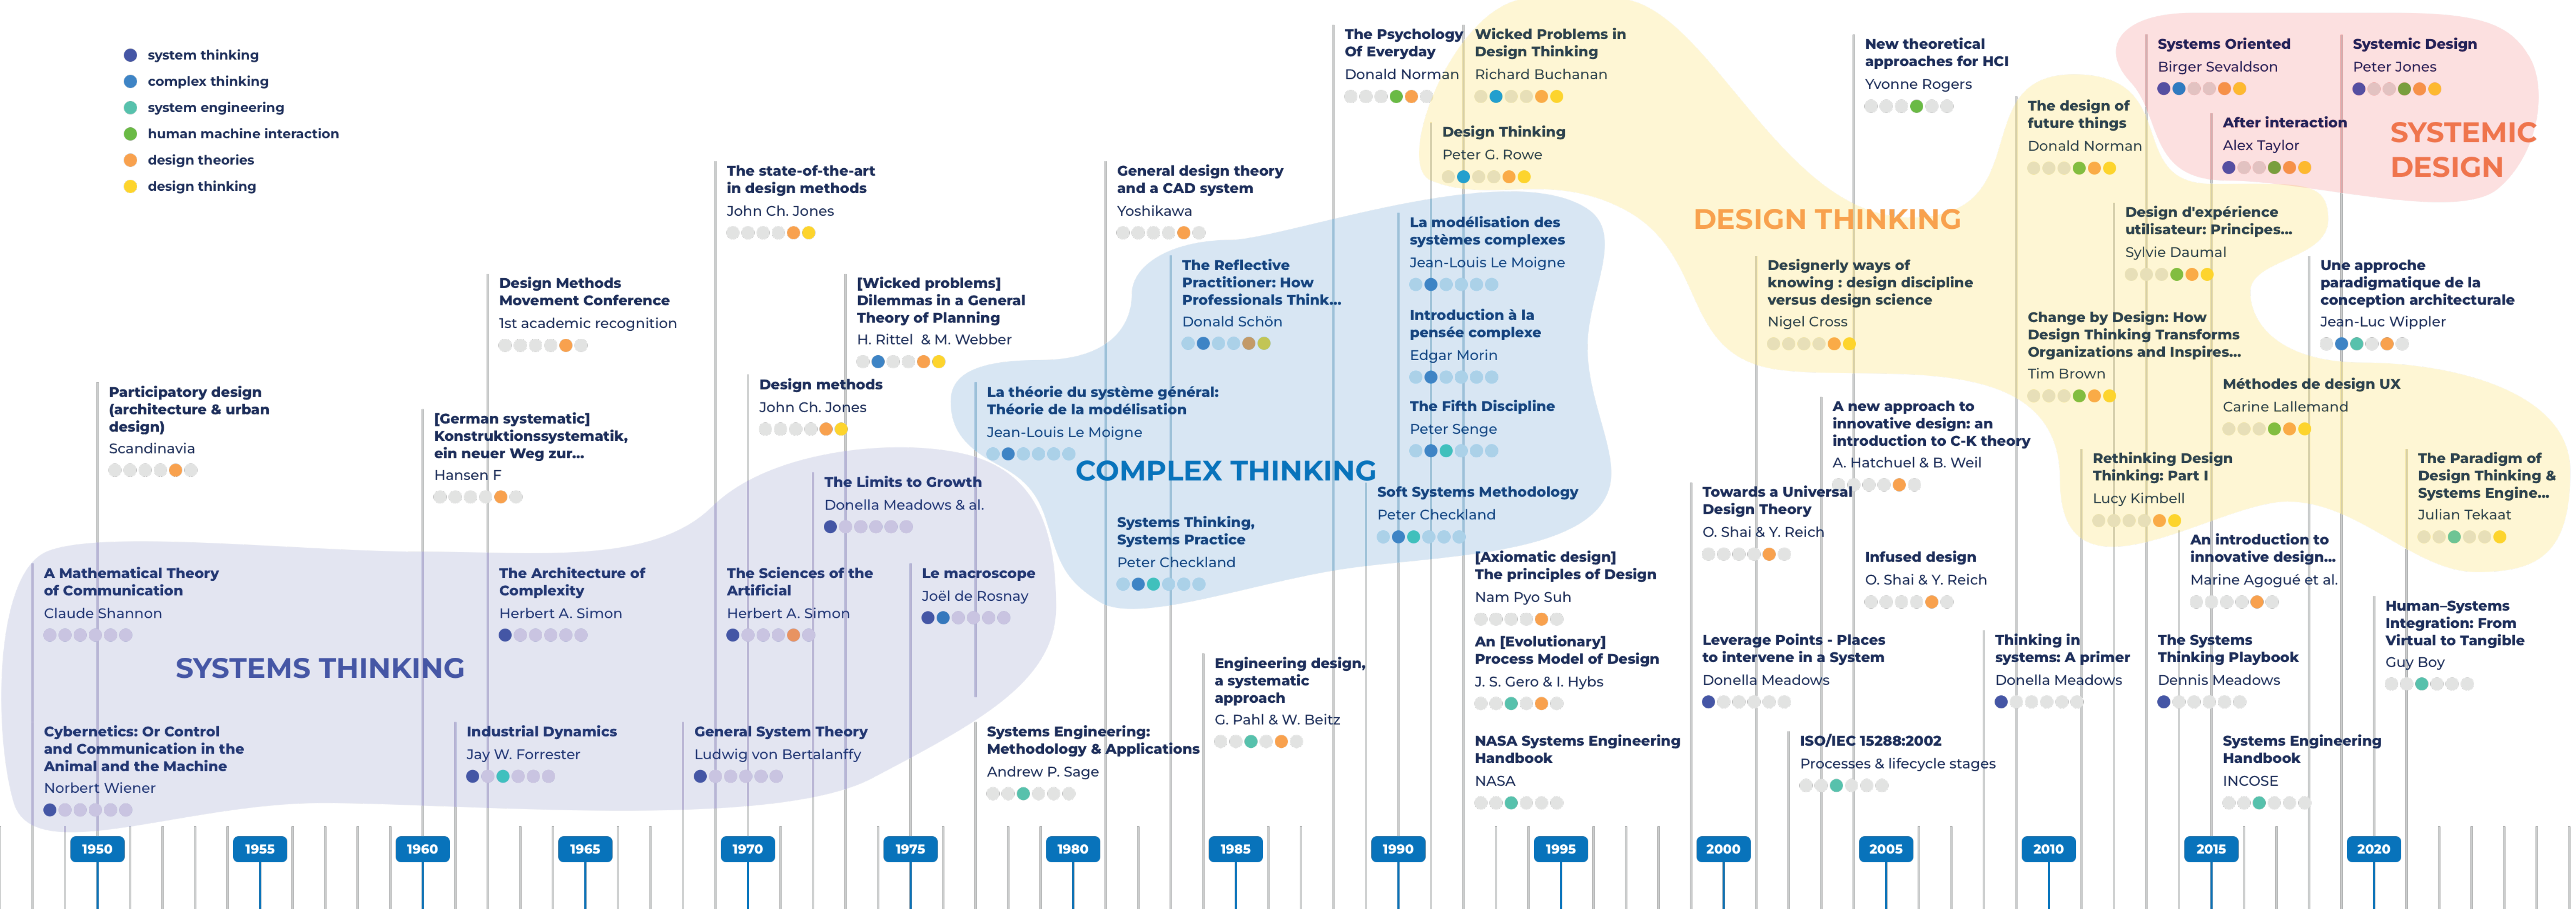 system thinking
complex thinking
system engineering
human machine interaction
design theories
design thinking
Participatory design
(architecture & urban
design)
Scandinavia
[German systematic]
Konstruktionssystematik,
ein neuer Weg zur...
Hansen F
Design Methods
Movement Conference
1st academic recognition
The state-of-the-art
in design methods
John Ch. Jones
[Wicked problems]
Dilemmas in a General
Theory of Planning
H. Rittel & M. Webber
Design methods
John Ch. Jones
General design theory
and a CAD system
Yoshikawa
The Psychology
Of Everyday
Donald Norman
Wicked Problems in
Design Thinking
Richard Buchanan
Design Thinking
Peter G. Rowe
DESIGN THINKING
New theoretical
approaches for HCI
Yvonne Rogers
The design of
future things
Donald Norman
Systems Oriented
Birger Sevaldson
Systemic Design
Peter Jones
After interaction
Alex Taylor
SYSTEMIC
DESIGN
Design d'expérience
utilisateur: Principes...
Sylvie Daumal
Designerly ways of
knowing : design discipline
versus design science
Nigel Cross
Change by Design: How
Design Thinking Transforms
Organizations and Inspires...
Tim Brown
Une approche
paradigmatique de la
conception architecturale
Jean-Luc Wippler
Méthodes de design UX
Carine Lallemand
Rethinking Design
Thinking: Part I
Lucy Kimbell
The Paradigm of
Design Thinking &
Systems Engine...
Julian Tekaat
La modélisation des
systèmes complexes
Jean-Louis Le Moigne
The Reflective
Practitioner: How
Professionals Think...
Donald Schön
Introduction à la
pensée complexe
Edgar Morin
The Fifth Discipline
Peter Senge
La théorie du système général:
Théorie de la modélisation
Jean-Louis Le Moigne
COMPLEX THINKING
Soft Systems Methodology
Peter Checkland
Systems Thinking,
Systems Practice
Peter Checkland
The Limits to Growth
Donella Meadows & al.
A Mathematical Theory
of Communication
Claude Shannon
The Architecture of
Complexity
Herbert A. Simon
The Sciences of the
Artificial
Herbert A. Simon
Le macroscope
Joël de Rosnay
SYSTEMS THINKING
Cybernetics: Or Control
and Communication in the
Animal and the Machine
Norbert Wiener
Industrial Dynamics
Jay W. Forrester
General System Theory
Ludwig von Bertalanffy
Systems Engineering:
Methodology & Applications
Andrew P. Sage
Engineering design,
a systematic
approach
G. Pahl & W. Beitz
[Axiomatic design]
The principles of Design
Nam Pyo Suh
An [Evolutionary]
Process Model of Design
J. S. Gero & I. Hybs
NASA Systems Engineering
Handbook
NASA
A new approach to
innovative design: an
introduction to C-K theory
A. Hatchuel & B. Weil
Towards a Universal
Design Theory
O. Shai & Y. Reich
Infused design
O. Shai & Y. Reich
Leverage Points - Places
to intervene in a System
Donella Meadows
ISO/IEC 15288:2002
Processes & lifecycle stages
Thinking in
systems: A primer
Donella Meadows
An introduction to
innovative design...
Marine Agogué et al.
The Systems
Thinking Playbook
Dennis Meadows
Human–Systems
Integration: From
Virtual to Tangible
Guy Boy
Systems Engineering
Handbook
INCOSE
1950
1955
1960
1965
1970
1975
1980
1985
1990
1995
2000
2005
2010
2015
2020